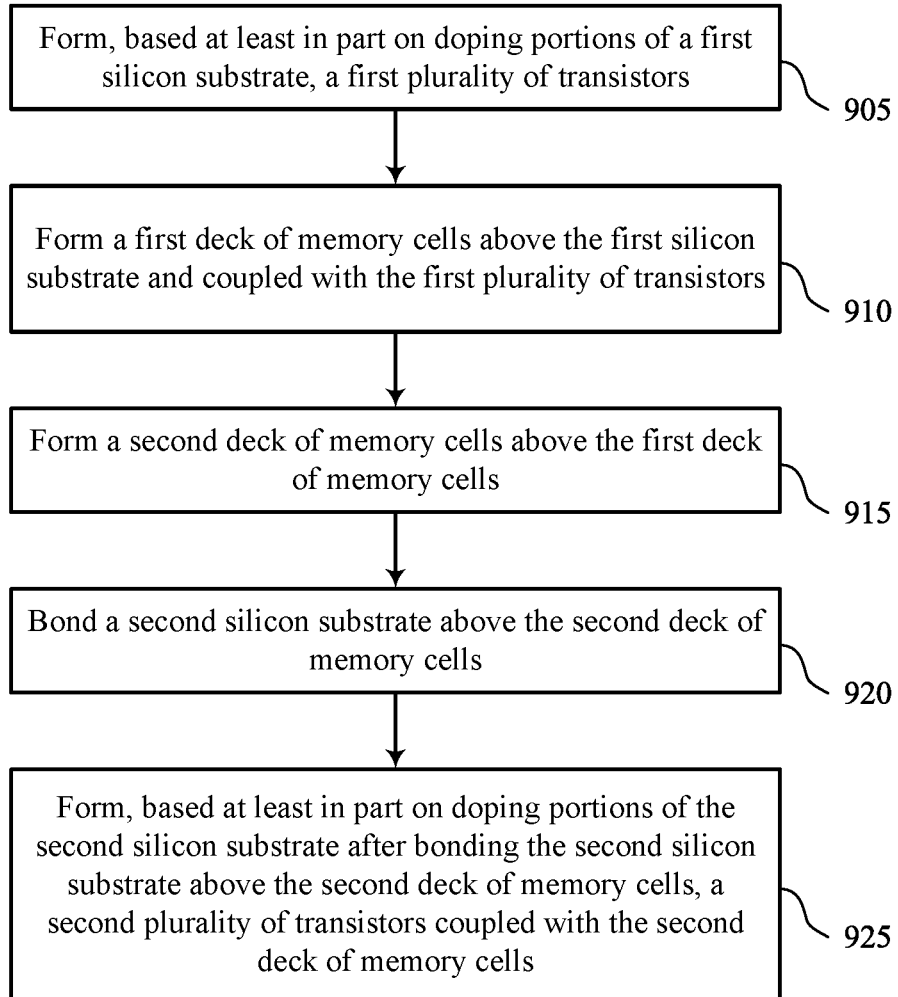 Form, based at least in part on doping portions of a first
silicon substrate, a first plurality of transistors
905
Form a first deck of memory cells above the first silicon
substrate and coupled with the first plurality of transistors
910
Form a second deck of memory cells above the first deck
of memory cells
915
Bond a second silicon substrate above the second deck of
memory cells
920
Form, based at least in part on doping portions of the
second silicon substrate after bonding the second silicon
substrate above the second deck of memory cells, a
second plurality of transistors coupled with the second
deck of memory cells
925